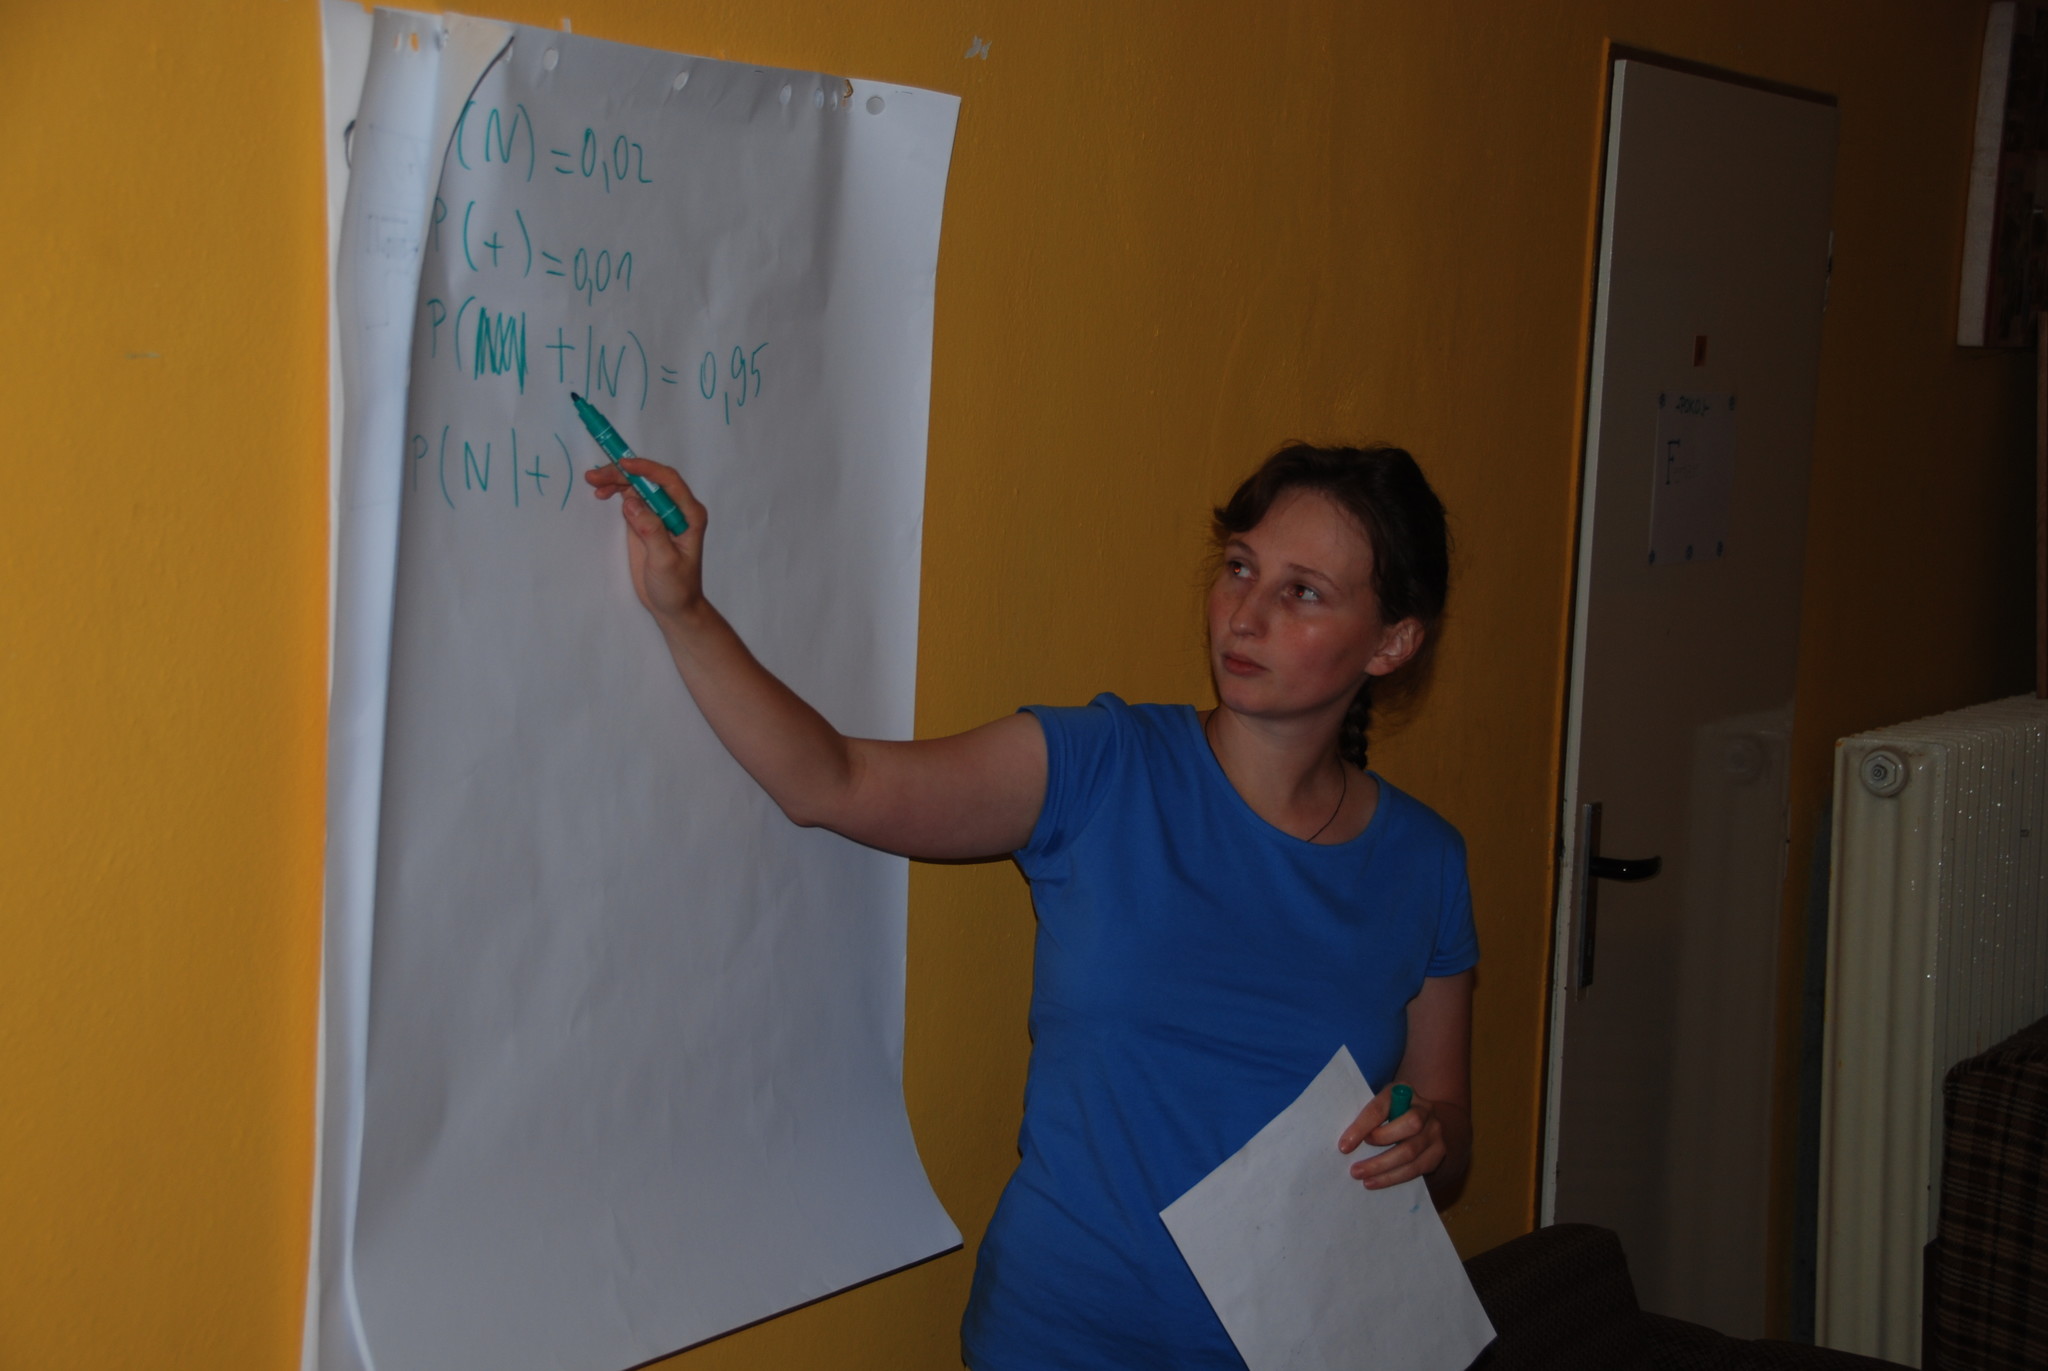 (N) = 0,02
P (+) = 0,01
P( + | N) = 0,95
P(N | +)